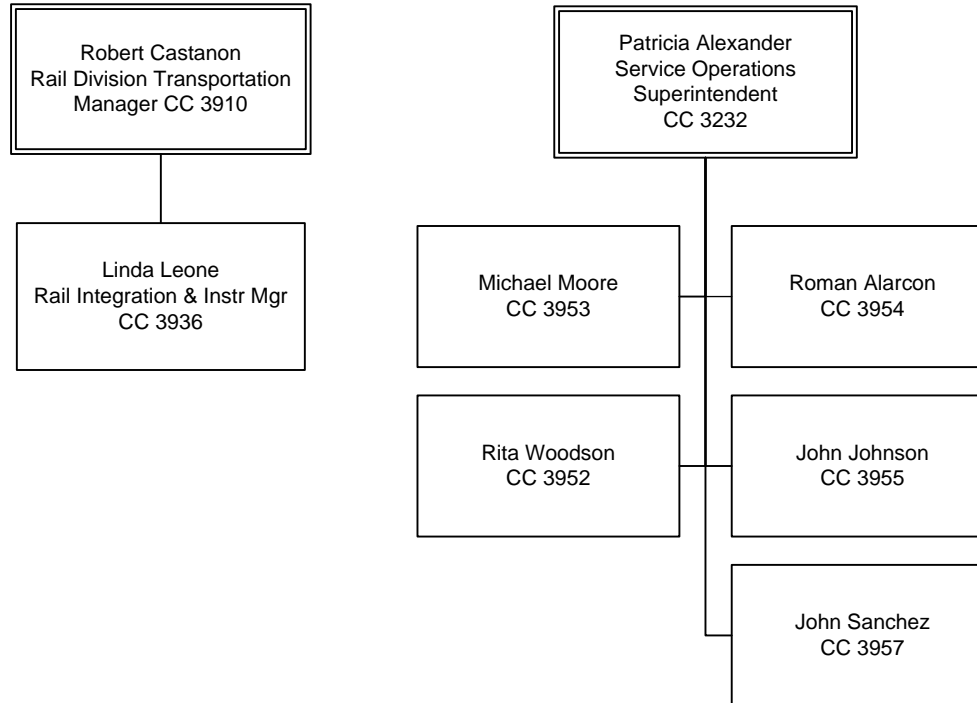 Robert Castanon
Rail Division Transportation
Manager CC 3910
Patricia Alexander
Service Operations
Superintendent
CC 3232
Linda Leone
Rail Integration & Instr Mgr
CC 3936
Michael Moore
CC 3953
Roman Alarcon
CC 3954
Rita Woodson
CC 3952
John Johnson
CC 3955
John Sanchez
CC 3957